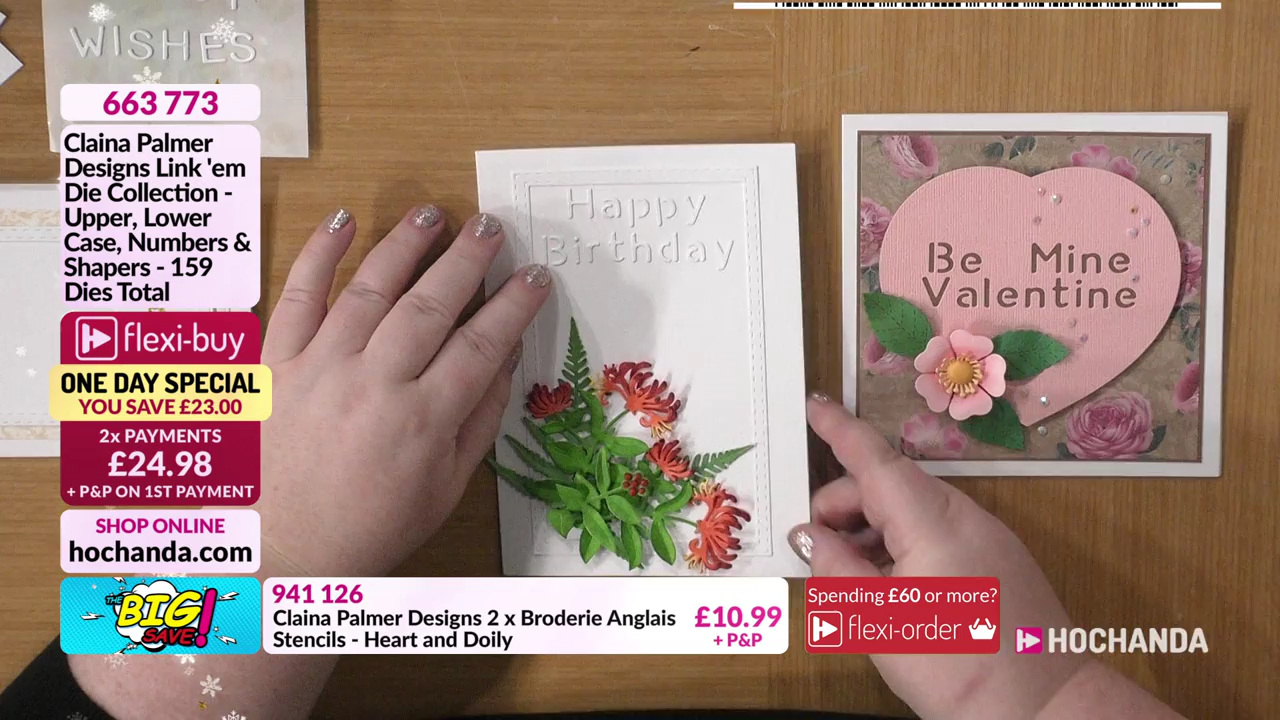 WISHES
663 773
Claina Palmer
Designs Link 'em
Die Collection -
Upper, Lower
Case, Numbers &
Shapers - 159
Dies Total
flexi-buy
ONE DAY SPECIAL
YOU SAVE £23.00
2x PAYMENTS
£24.98
+ P&P ON 1ST PAYMENT
SHOP ONLINE
hochanda.com
Happy
Birthday
Be Mine
Valentine
THE
BIG
SAVE!
941 126
Claina Palmer Designs 2 x Broderie Anglais
Stencils - Heart and Doily
£10.99
+ P&P
Spending £60 or more?
flexi-order
HOCHANDA